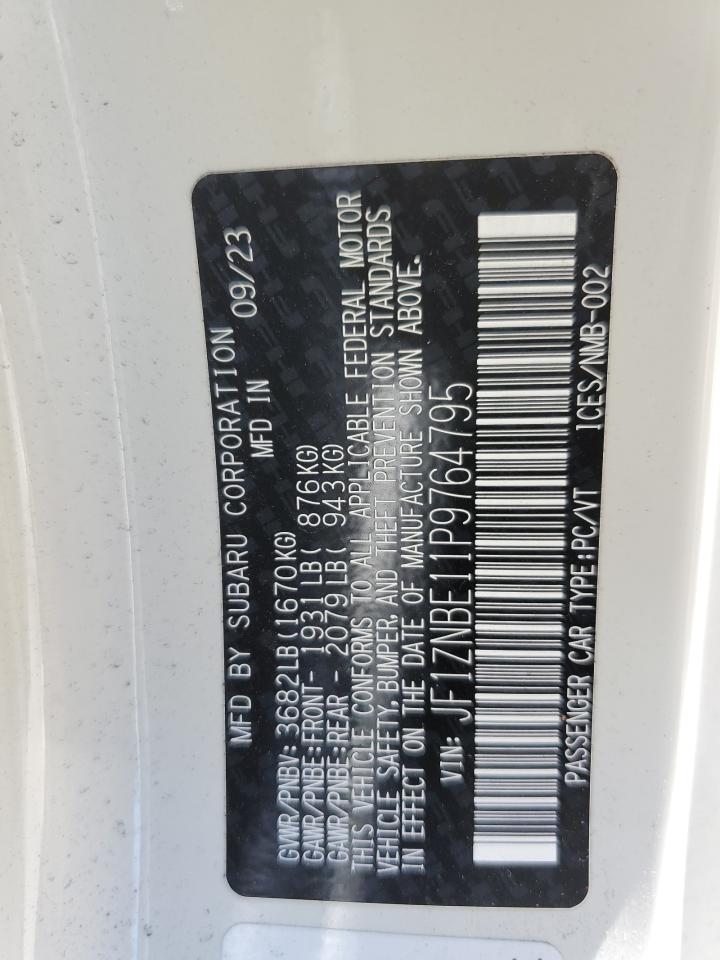 MFD BY SUBARU CORPORATION
MFD IN 09/23
GVWR/PNBV: 3682LB(1670KG)
GAWR/PNBE:FRONT- 1931LB( 876KG)
GAWR/PNBE:REAR - 2079LB( 943KG)
THIS VEHICLE CONFORMS TO ALL APPLICABLE FEDERAL MOTOR
VEHICLE SAFETY, BUMPER, AND THEFT PREVENTION STANDARDS
IN EFFECT ON THE DATE OF MANUFACTURE SHOWN ABOVE.
VIN: JF1ZNBE11P9764795
PASSENGER CAR TYPE:PC/VT ICES/NMB-002